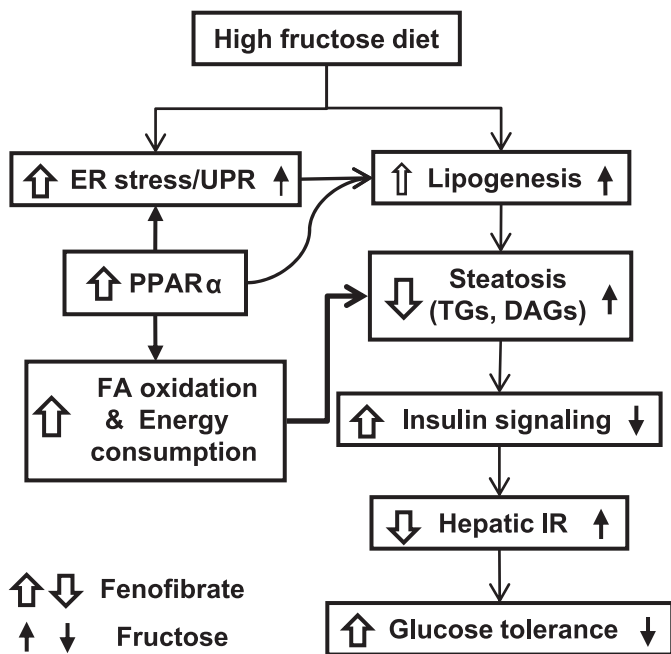 High fructose diet
ER stress/UPR
Lipogenesis
PPARα
Steatosis
(TGs, DAGs)
FA oxidation
& Energy
consumption
Insulin signaling
Hepatic IR
Glucose tolerance
Fenofibrate
Fructose